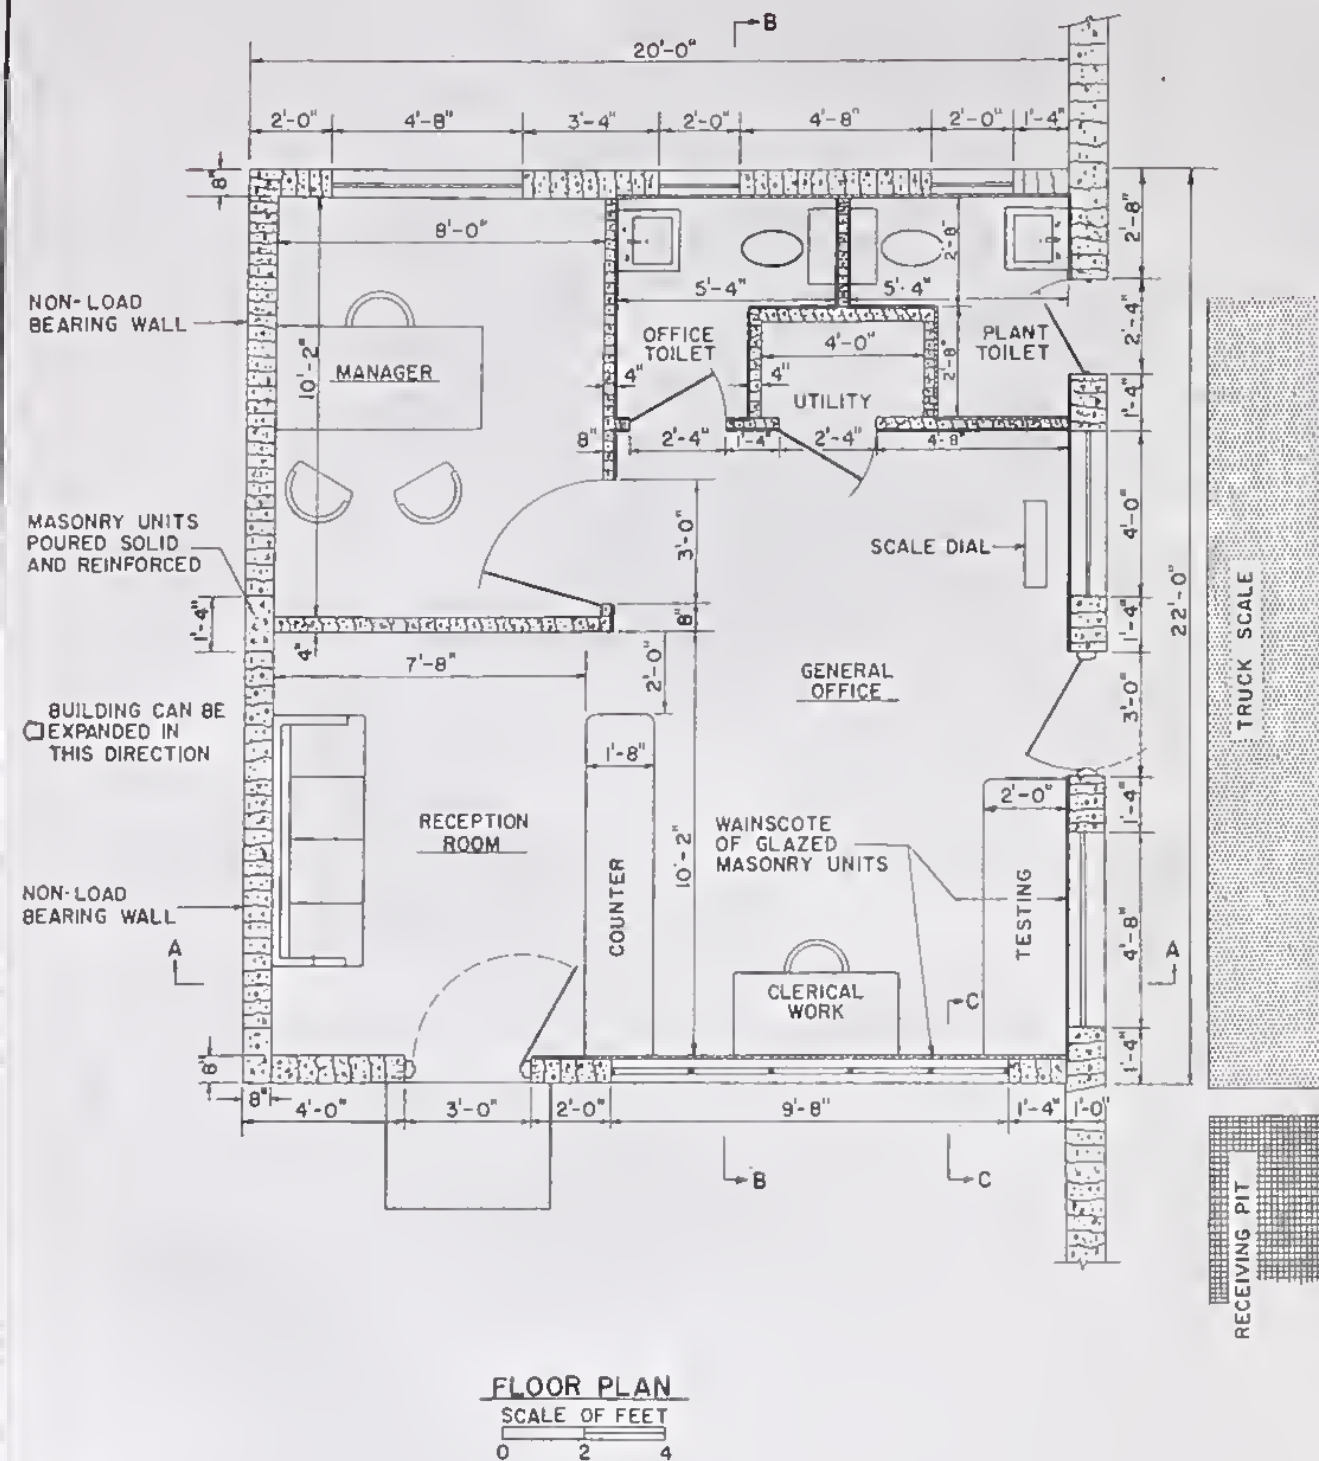 B
20'-0"
2'-0" 4'-8" 3'-4" 2'-0" 4'-8" 2'-0" 1'-4"
8"
2'-8"
8'-0"
2'-8"
5'-4" 5'-4"
NON-LOAD
BEARING WALL
OFFICE
TOILET
PLANT
TOILET
2'-4"
4'-0"
2'-8"
10'-2"
MANAGER
4" 4"
UTILITY
1'-4"
8" 2'-4" 1'-4" 2'-4" 4'-8"
MASONRY UNITS
POURED SOLID
AND REINFORCED
3'-0"
SCALE DIAL
4'-0"
1'-4"
8"
1'-4"
22'-0"
TRUCK SCALE
4"
7'-8"
2'-0"
GENERAL
OFFICE
BUILDING CAN BE
EXPANDED IN
THIS DIRECTION
3'-0"
1'-8"
2'-0"
1'-4"
RECEPTION
ROOM
WAINSCOTE
OF GLAZED
MASONRY UNITS
10'-2"
COUNTER
TESTING
NON-LOAD
BEARING WALL
4'-8"
A
A
CLERICAL
WORK
C
8"
1'-4"
8" 4'-0" 3'-0" 2'-0" 9'-8" 1'-4" 1'-0"
B
C
RECEIVING PIT
FLOOR PLAN
SCALE OF FEET
0 2 4